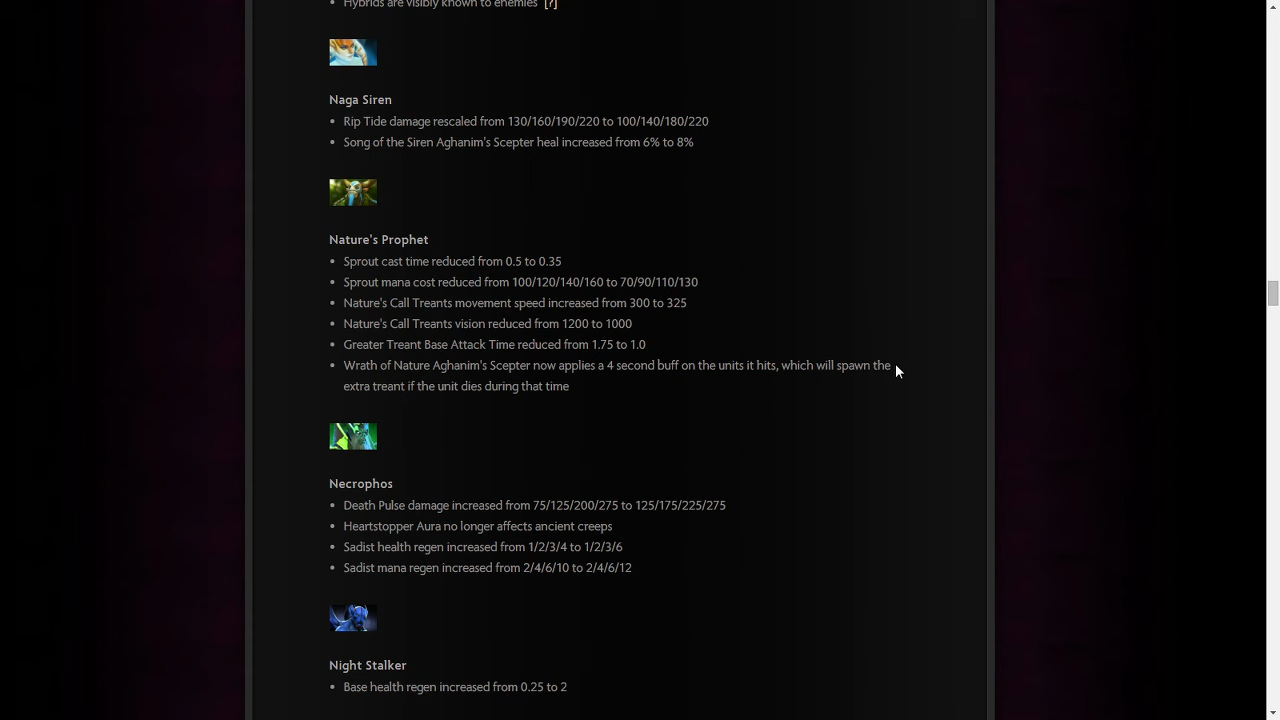 • Hybrids are visibly known to enemies [?]
Naga Siren
• Rip Tide damage rescaled from 130/160/190/220 to 100/140/180/220
• Song of the Siren Aghanim's Scepter heal increased from 6% to 8%
Nature's Prophet
• Sprout cast time reduced from 0.5 to 0.35
• Sprout mana cost reduced from 100/120/140/160 to 70/90/110/130
• Nature's Call Treants movement speed increased from 300 to 325
• Nature's Call Treants vision reduced from 1200 to 1000
• Greater Treant Base Attack Time reduced from 1.75 to 1.0
• Wrath of Nature Aghanim's Scepter now applies a 4 second buff on the units it hits, which will spawn the
extra treant if the unit dies during that time
Necrophos
• Death Pulse damage increased from 75/125/200/275 to 125/175/225/275
• Heartstopper Aura no longer affects ancient creeps
• Sadist health regen increased from 1/2/3/4 to 1/2/3/6
• Sadist mana regen increased from 2/4/6/10 to 2/4/6/12
Night Stalker
• Base health regen increased from 0.25 to 2